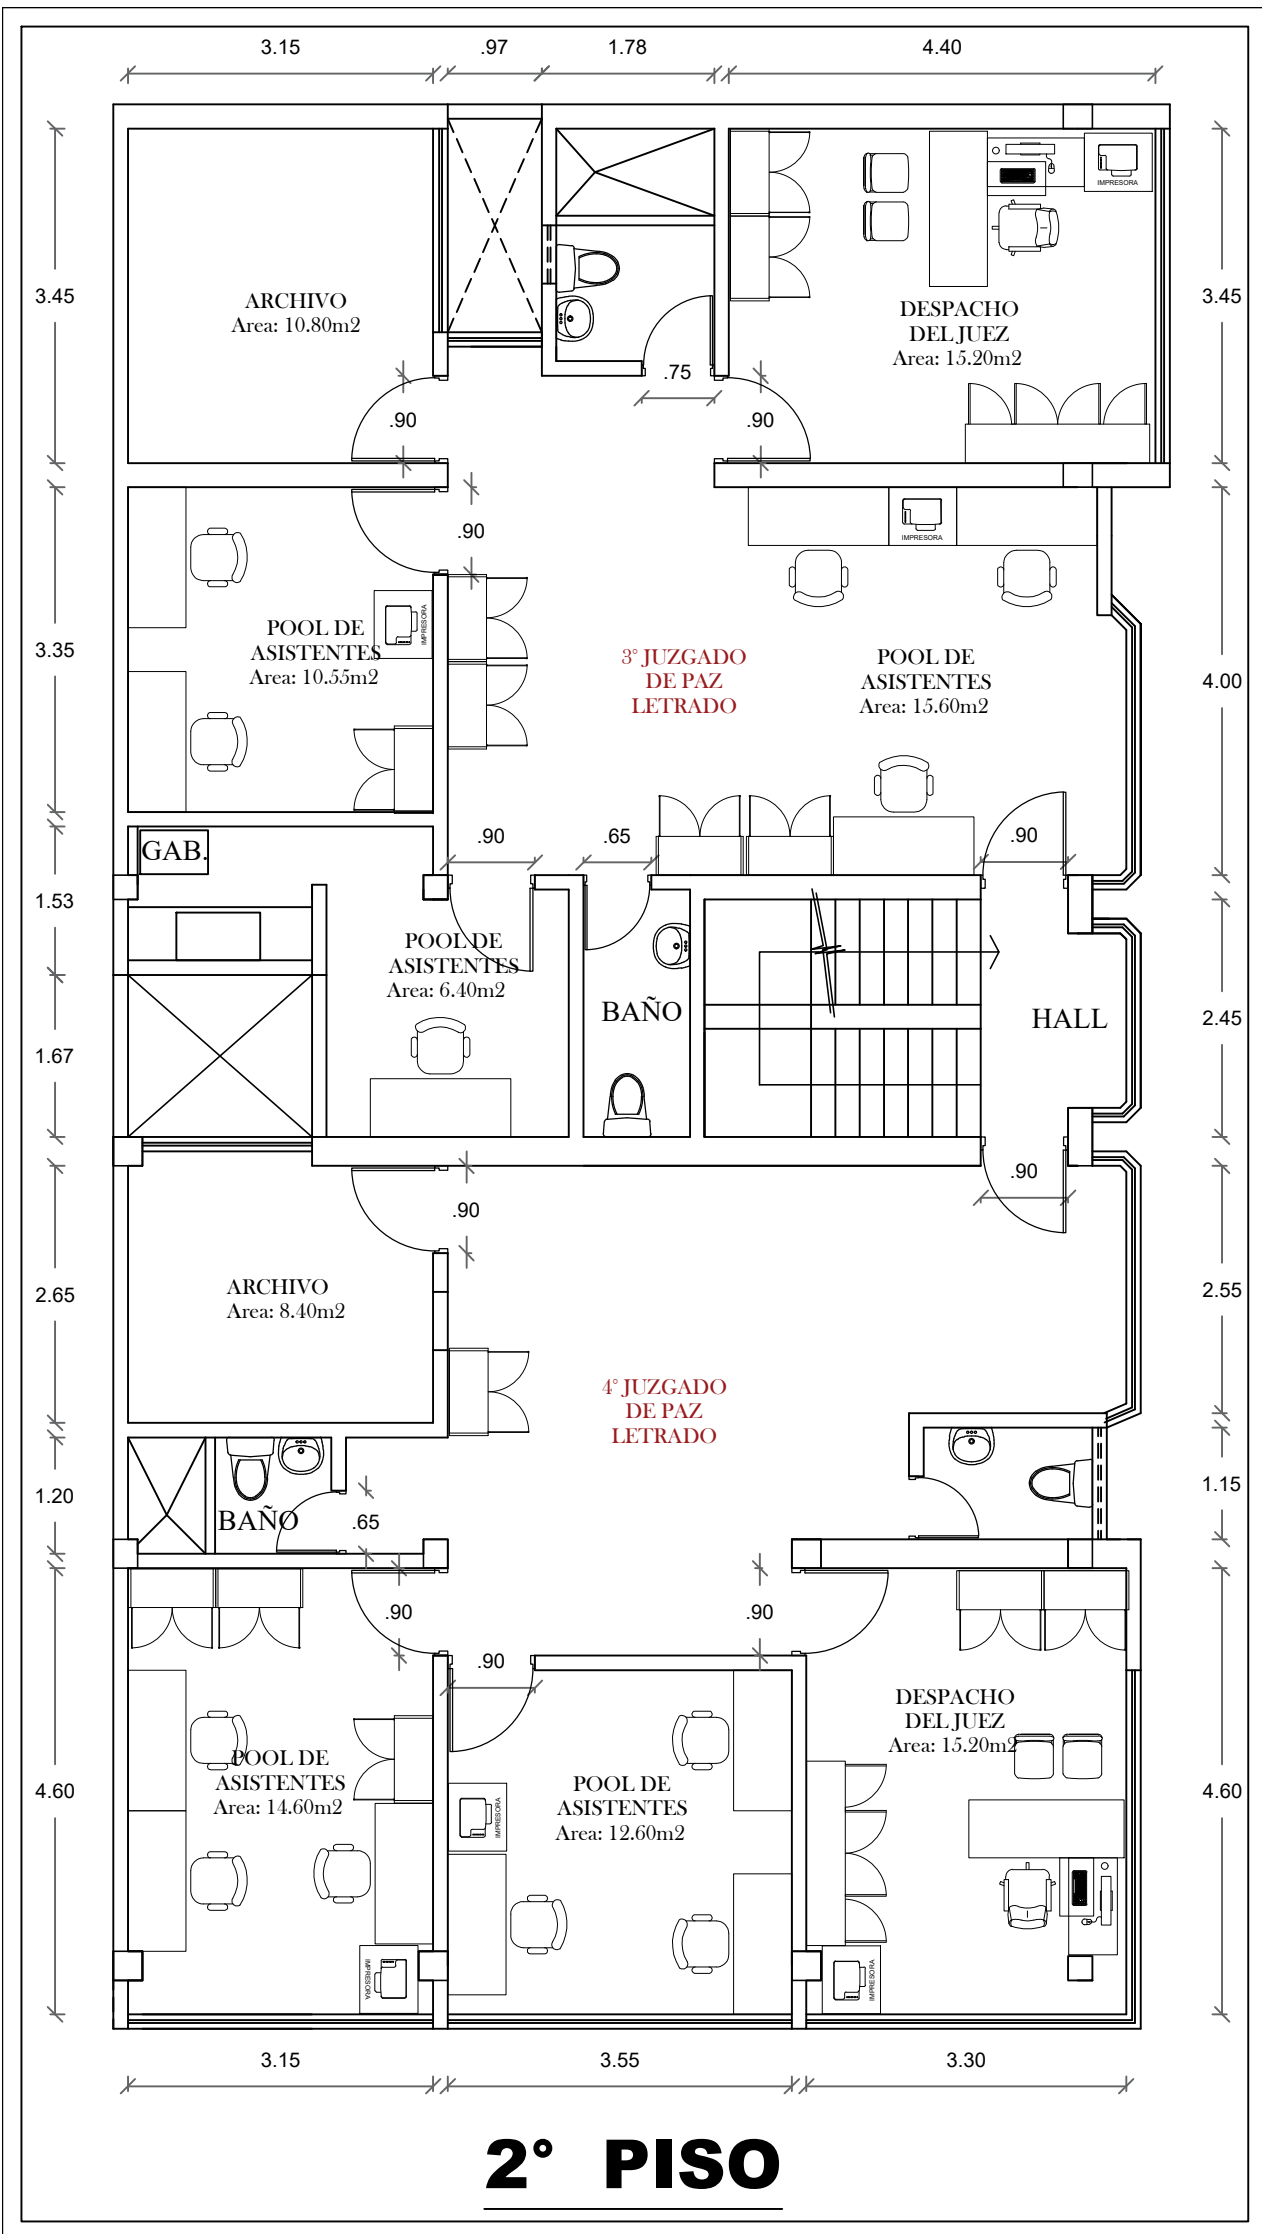 3.15
.97
1.78
4.40
3.45
3.45
ARCHIVO
Area: 10.80m2
DESPACHO
DEL JUEZ
Area: 15.20m2
IMPRESORA
.75
.90
.90
.90
IMPRESORA
3.35
POOL DE
ASISTENTES
Area: 10.55m2
IMPRESORA
3° JUZGADO
DE PAZ
LETRADO
POOL DE
ASISTENTES
Area: 15.60m2
4.00
GAB.
.90
.65
.90
1.53
POOL DE
ASISTENTES
Area: 6.40m2
BAÑO
HALL
2.45
1.67
.90
.90
2.65
ARCHIVO
Area: 8.40m2
2.55
4° JUZGADO
DE PAZ
LETRADO
1.20
BAÑO
.65
1.15
.90
.90
.90
4.60
POOL DE
ASISTENTES
Area: 14.60m2
IMPRESORA
POOL DE
ASISTENTES
Area: 12.60m2
IMPRESORA
DESPACHO
DEL JUEZ
Area: 15.20m2
IMPRESORA
4.60
3.15
3.55
3.30
2° PISO